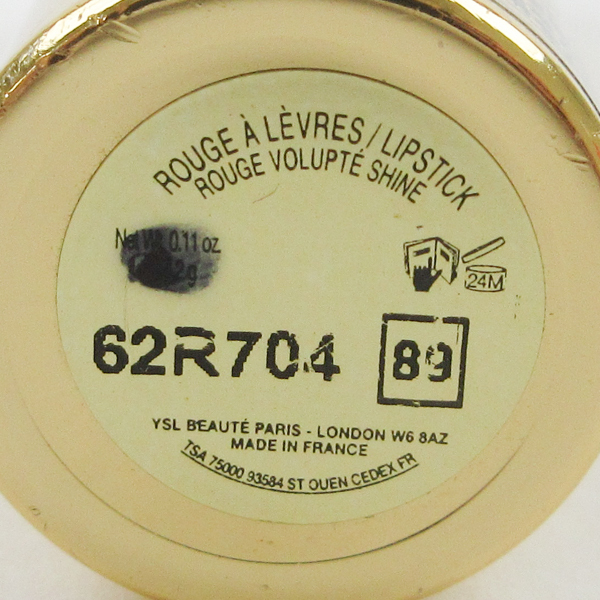 ROUGE À LÈVRES / LIPSTICK
ROUGE VOLUPTÉ SHINE
Net Wt. 0.11 oz
2g
24M
62R704 89
YSL BEAUTÉ PARIS - LONDON W6 8AZ
MADE IN FRANCE
TSA 75000 93584 ST OUEN CEDEX FR